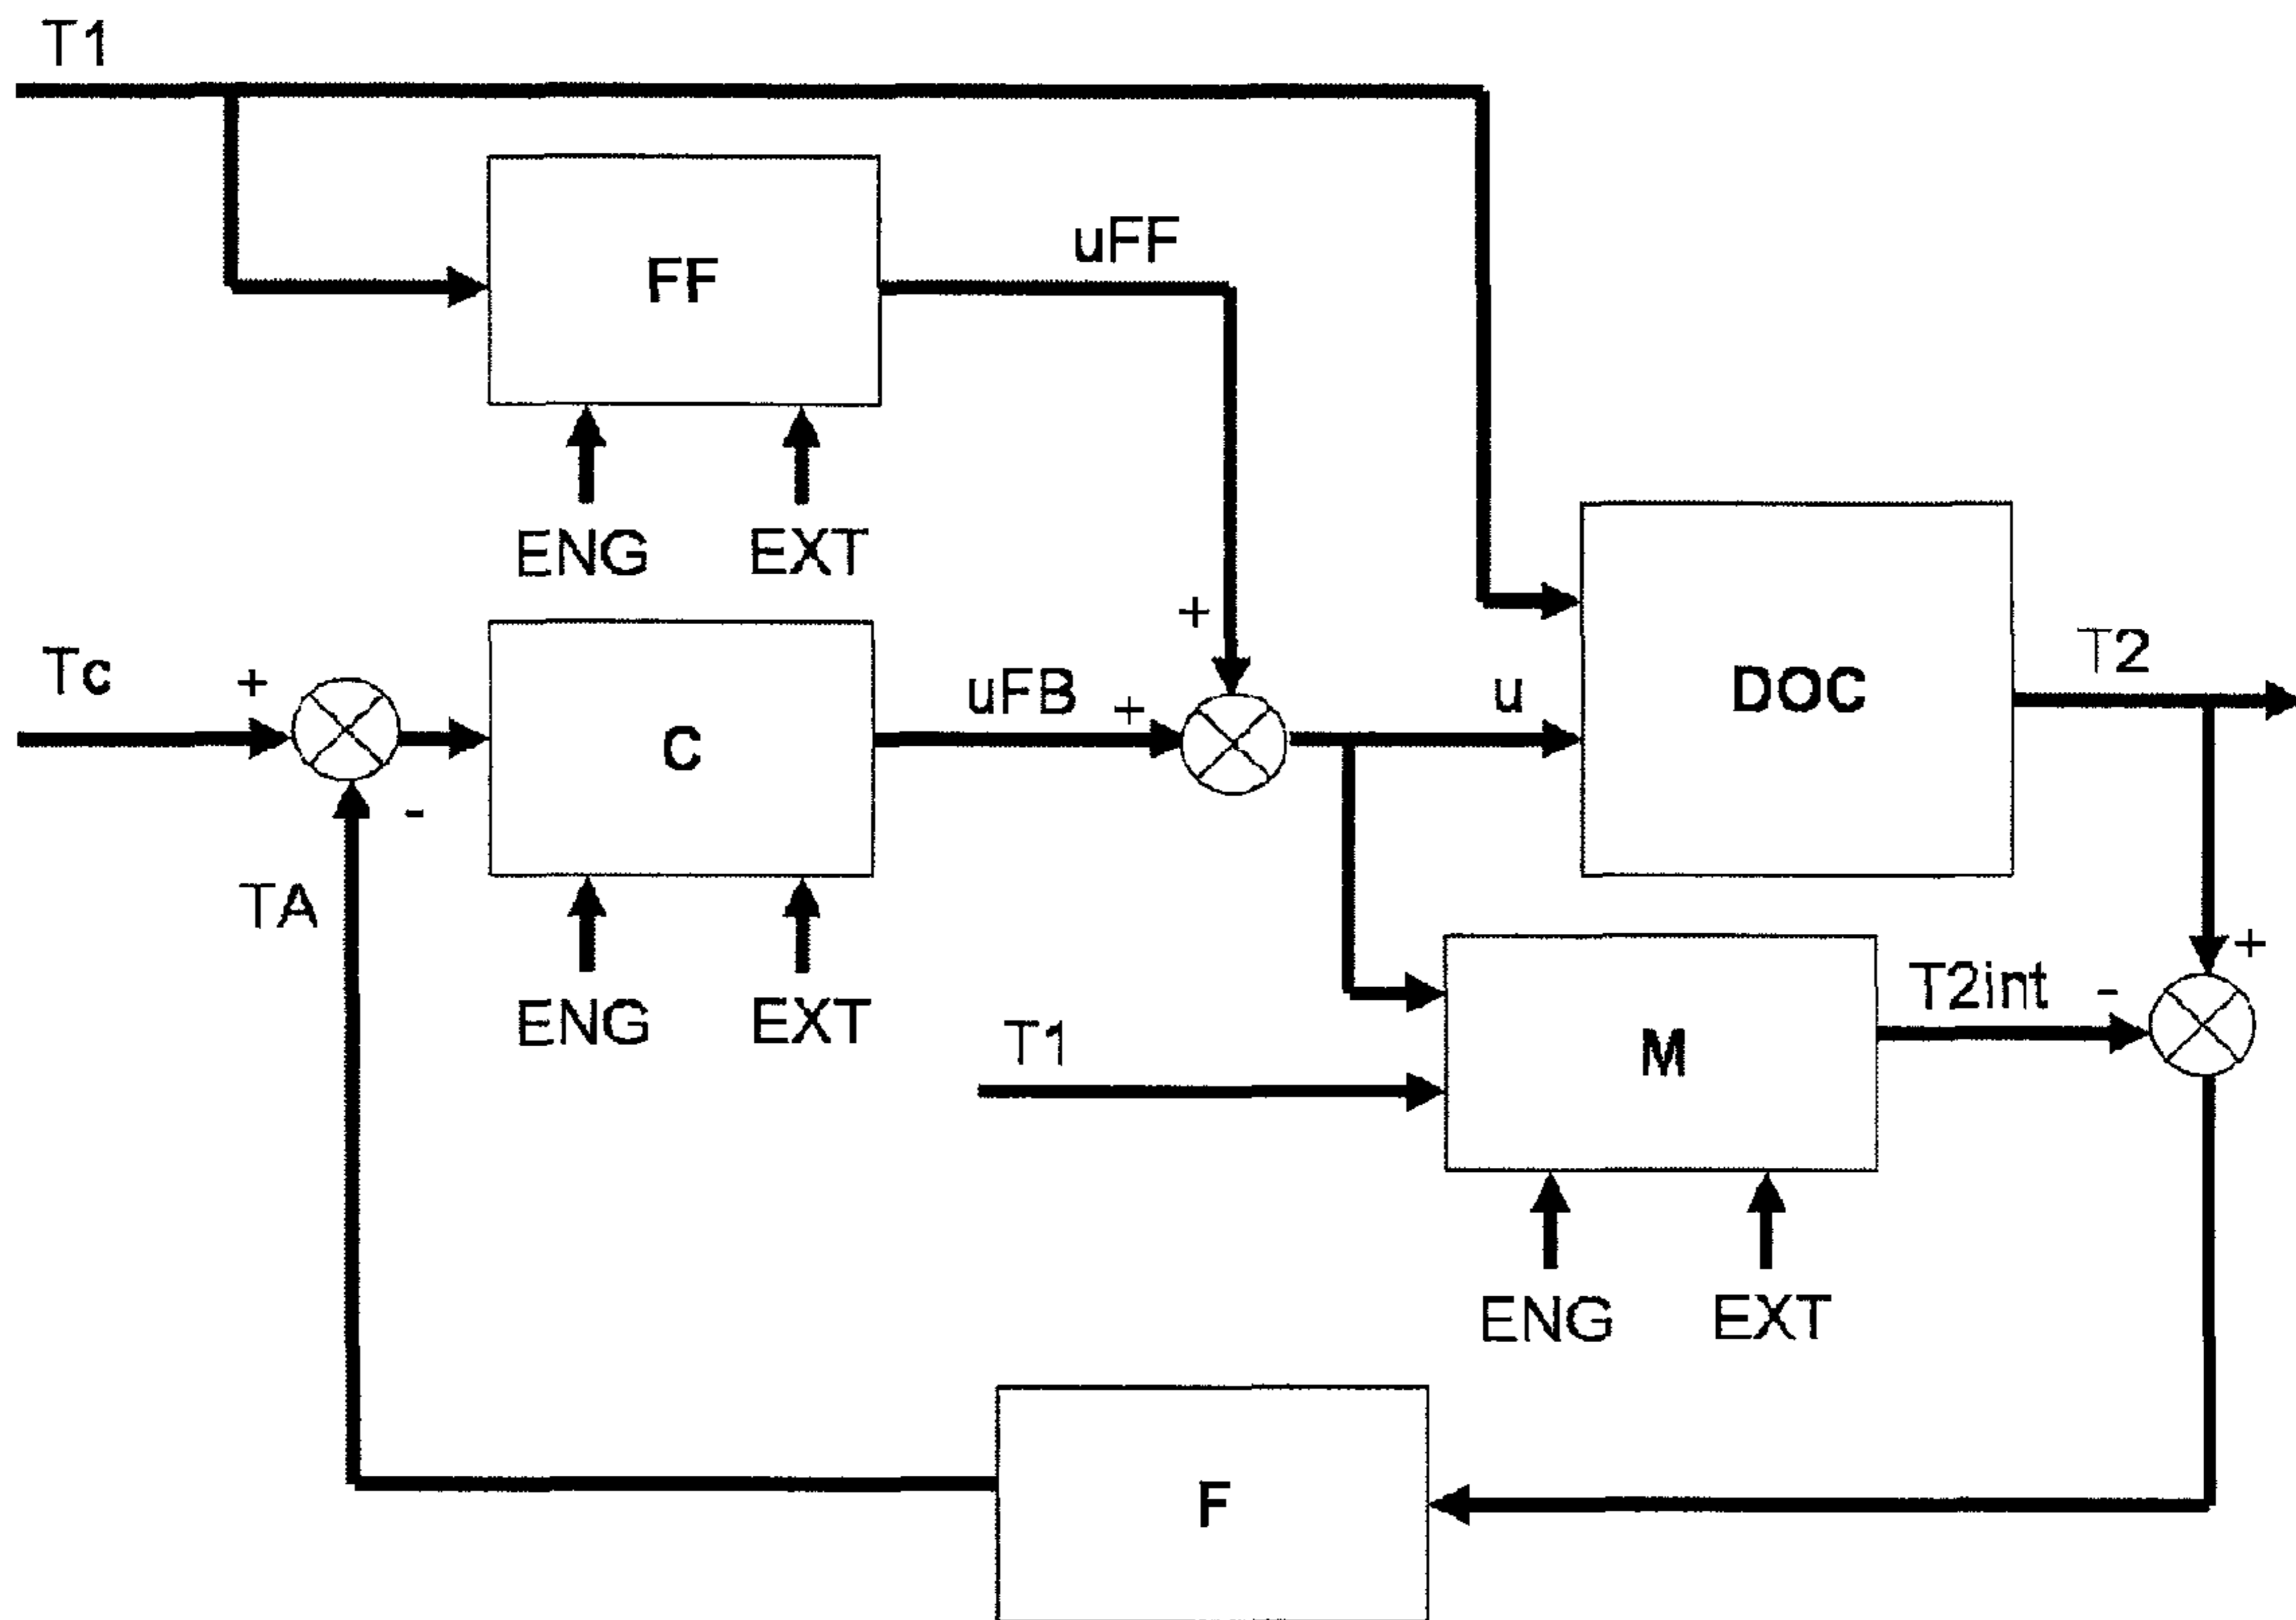 T1
FF
uFF
ENG EXT
+
Tc
+
C
uFB
+
u
DOC
T2
-
TA
ENG EXT
+
T2int
-
T1
M
ENG EXT
F